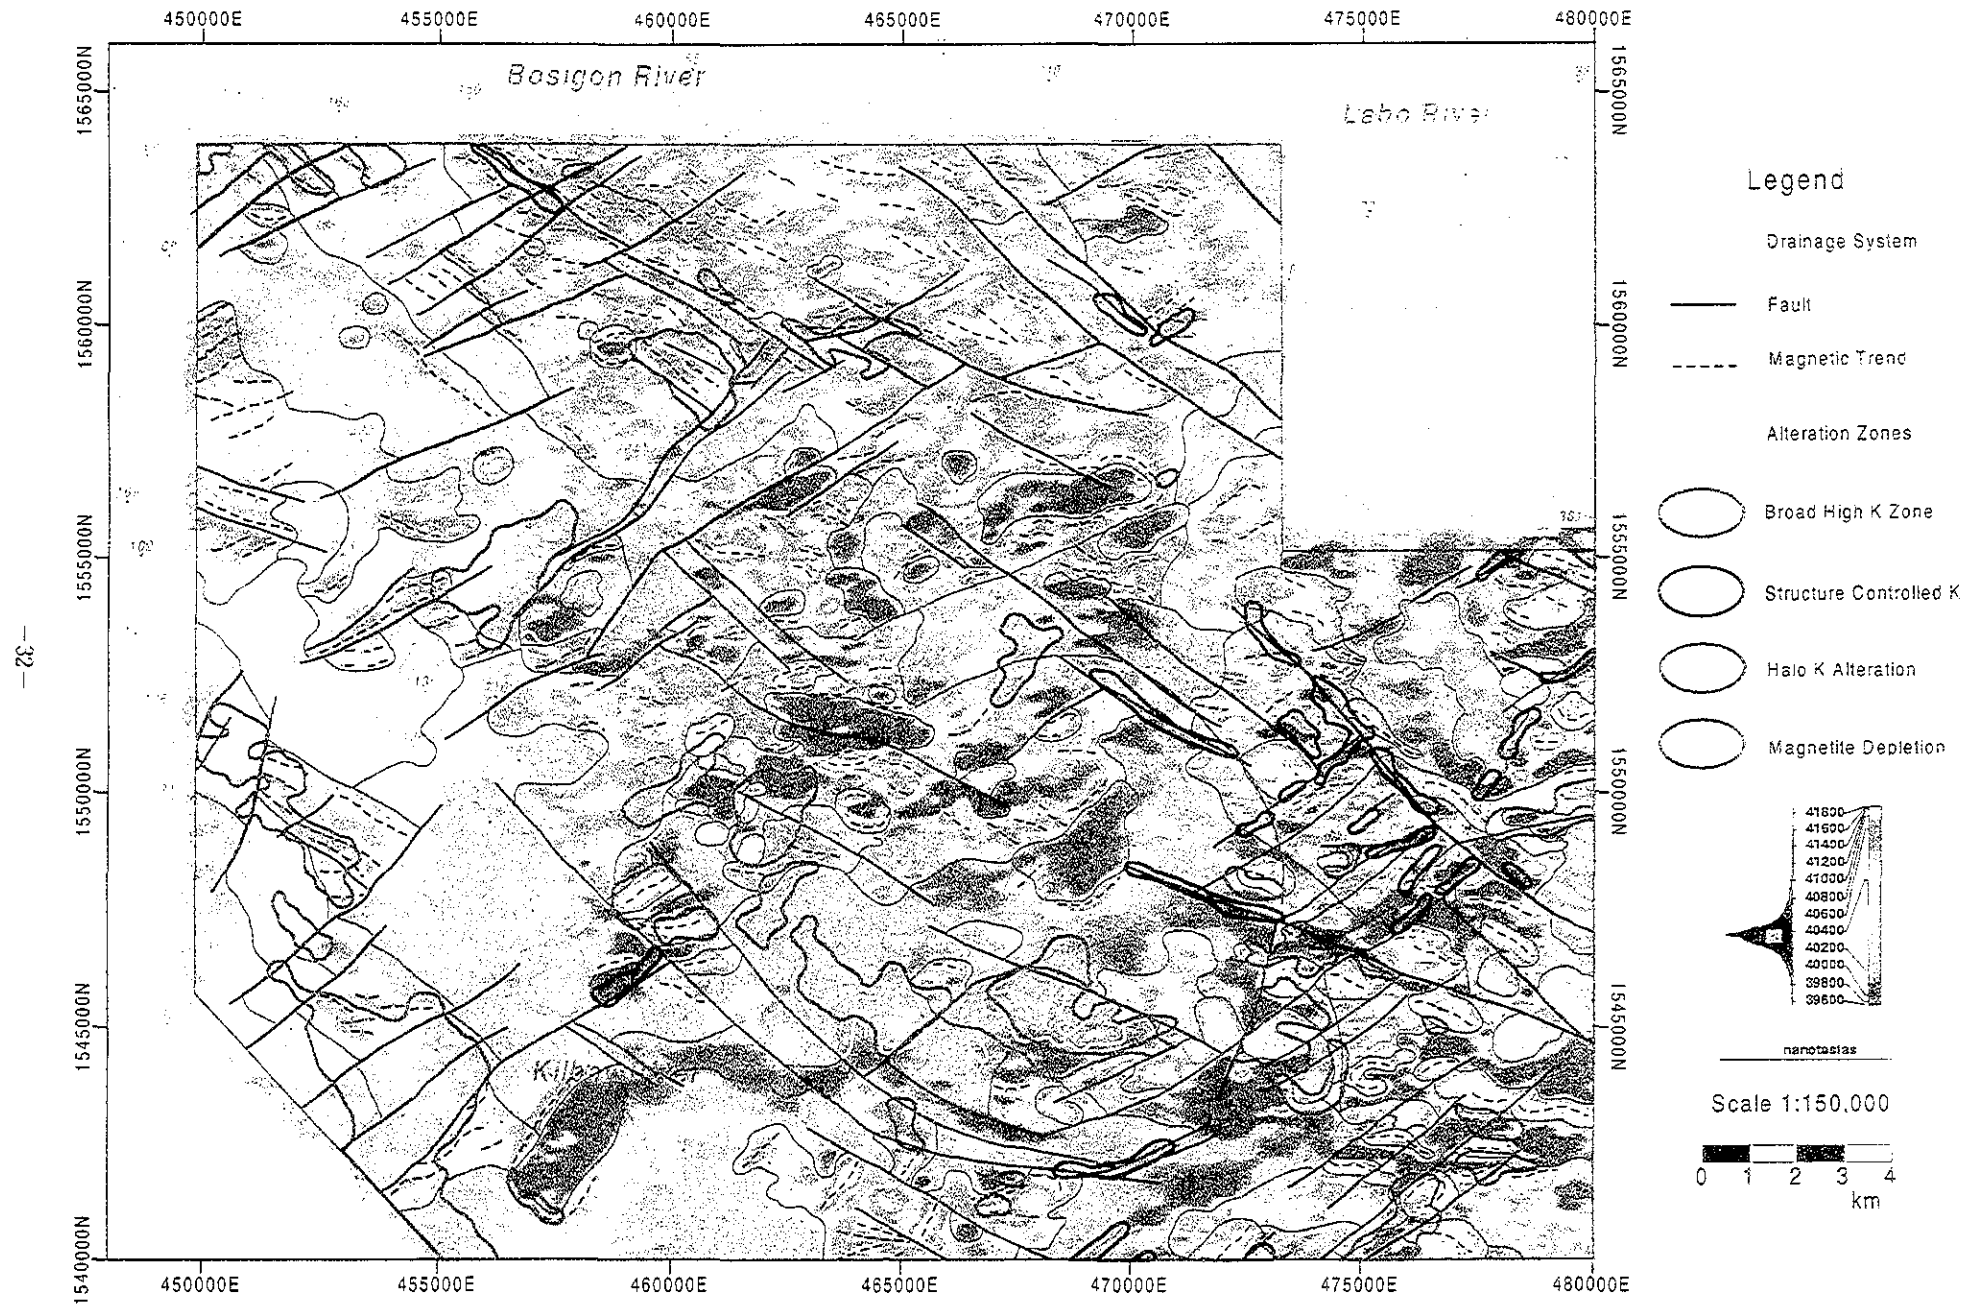 450000E 455000E 460000E 465000E 470000E 475000E 480000E
1565000N
1565000N
Basigon River
Labo River
160
Legend
Drainage System
1560000N
1560000N
Fault
Magnetic Trend
Alteration Zones
Broad High K Zone
1555000N
1555000N
160
Structure Controlled K
—32—
Halo K Alteration
Magnetite Depletion
1550000N
1550000N
41800
41600
41400
41200
41000
40800
40600
40400
40200
40000
39800
39600
1545000N
1545000N
nanoteslas
Scale 1:150,000
0 1 2 3 4
km
1540000N
450000E 455000E 460000E 465000E 470000E 475000E 480000E